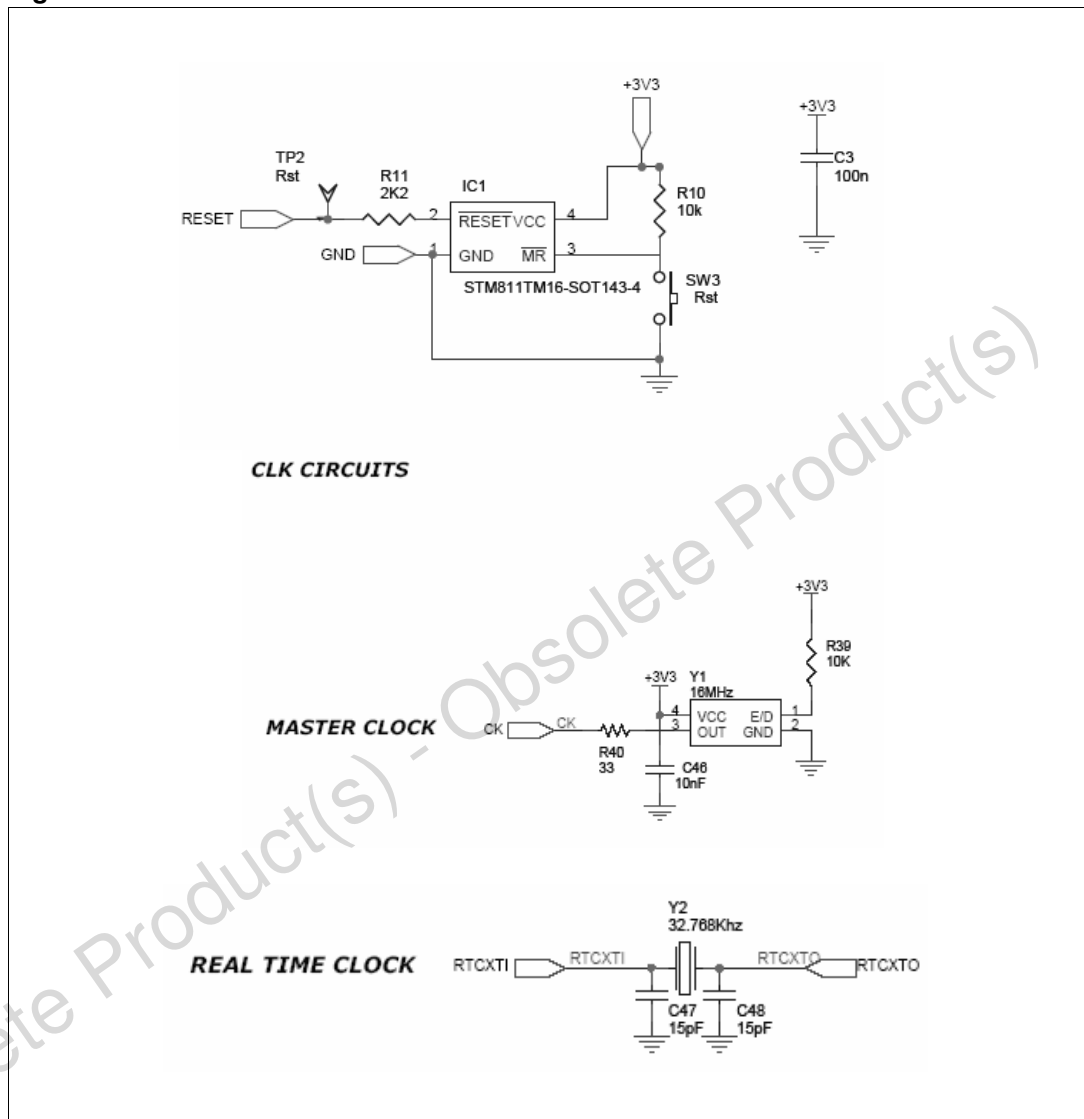 +3V3
+3V3
TP2
Rst
R11
2K2
IC1
C3
100n
R10
10k
RESET
2
RESET VCC
4
GND
1
GND
MR
3
STM811TM16-SOT143-4
SW3
Rst
CLK CIRCUITS
+3V3
R39
10K
+3V3
Y1
16MHz
MASTER CLOCK
CK
CK
4
VCC
E/D
1
3
OUT
GND
2
R40
33
C46
10nF
Y2
32.768Khz
REAL TIME CLOCK
RTCXTI
RTCXTI
RTCXTO
RTCXTO
C47
15pF
C48
15pF
ete Product(s) - Obsolete Product(s)